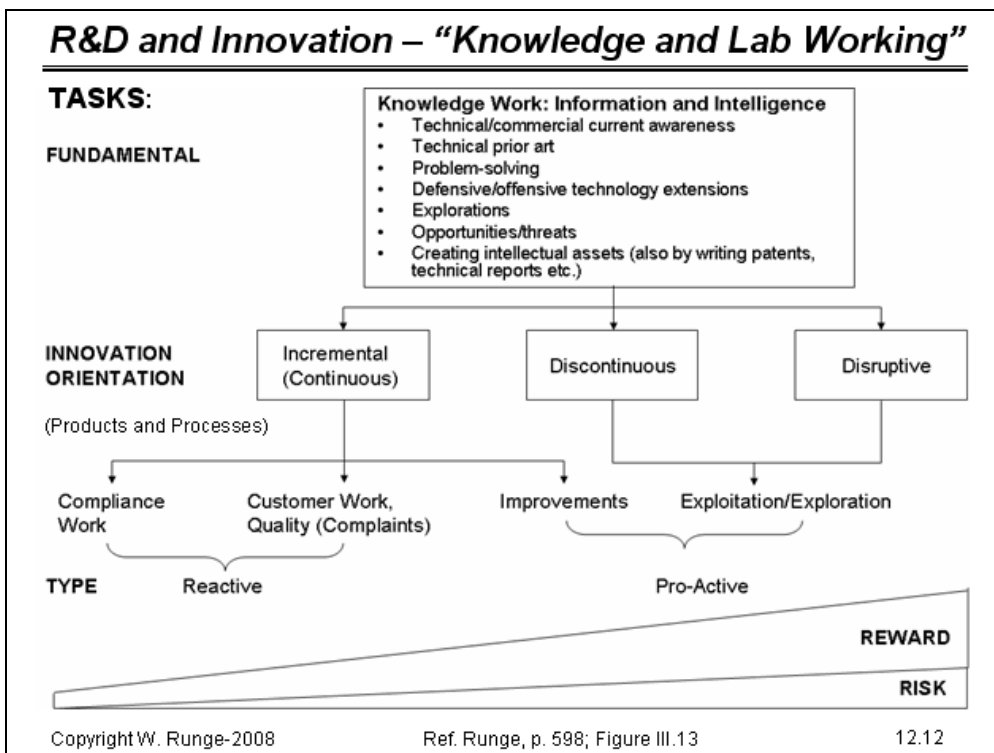 R&D and Innovation – “Knowledge and Lab Working”
TASKS:
FUNDAMENTAL
Knowledge Work: Information and Intelligence
• Technical/commercial current awareness
• Technical prior art
• Problem-solving
• Defensive/offensive technology extensions
• Explorations
• Opportunities/threats
• Creating intellectual assets (also by writing patents,
technical reports etc.)
INNOVATION
ORIENTATION
(Products and Processes)
Incremental
(Continuous)
Discontinuous
Disruptive
Compliance
Work
Customer Work,
Quality (Complaints)
Improvements
Exploitation/Exploration
TYPE
Reactive
Pro-Active
REWARD
RISK
Copyright W. Runge-2008
Ref. Runge, p. 598; Figure III.13
12.12